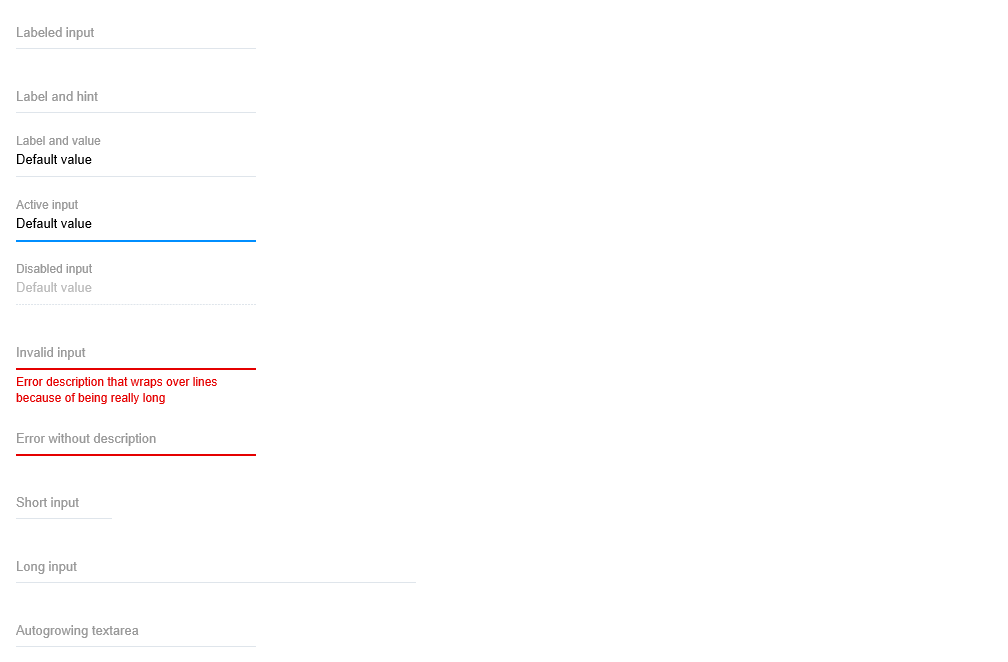 Labeled input
Label and hint
Label and value
Default value
Active input
Default value
Disabled input
Default value
Invalid input
Error description that wraps over lines
because of being really long
Error without description
Short input
Long input
Autogrowing textarea